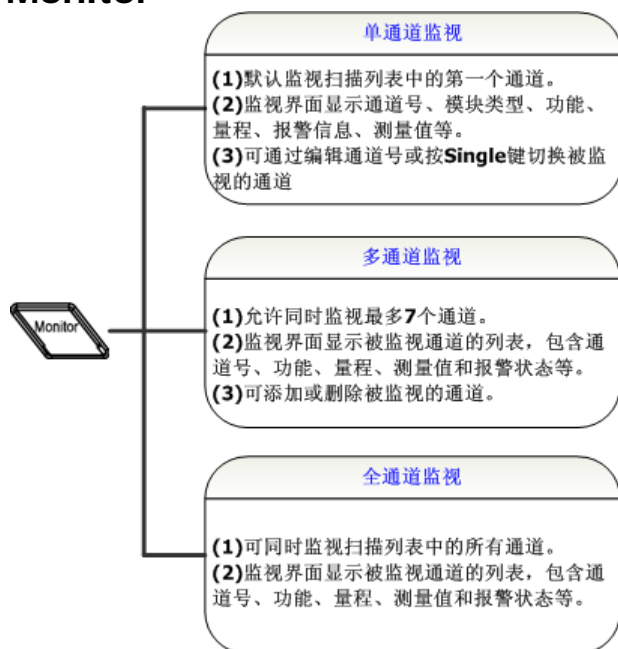 单通道监视
(1)默认监视扫描列表中的第一个通道。
(2)监视界面显示通道号、模块类型、功能、
量程、报警信息、测量值等。
(3)可通过编辑通道号或按Single键切换被监
视的通道
多通道监视
(1)允许同时监视最多7个通道。
(2)监视界面显示被监视通道的列表，包含通
道号、功能、量程、测量值和报警状态等。
(3)可添加或删除被监视的通道。
Monitor
全通道监视
(1)可同时监视扫描列表中的所有通道。
(2)监视界面显示被监视通道的列表，包含通
道号、功能、量程、测量值和报警状态等。